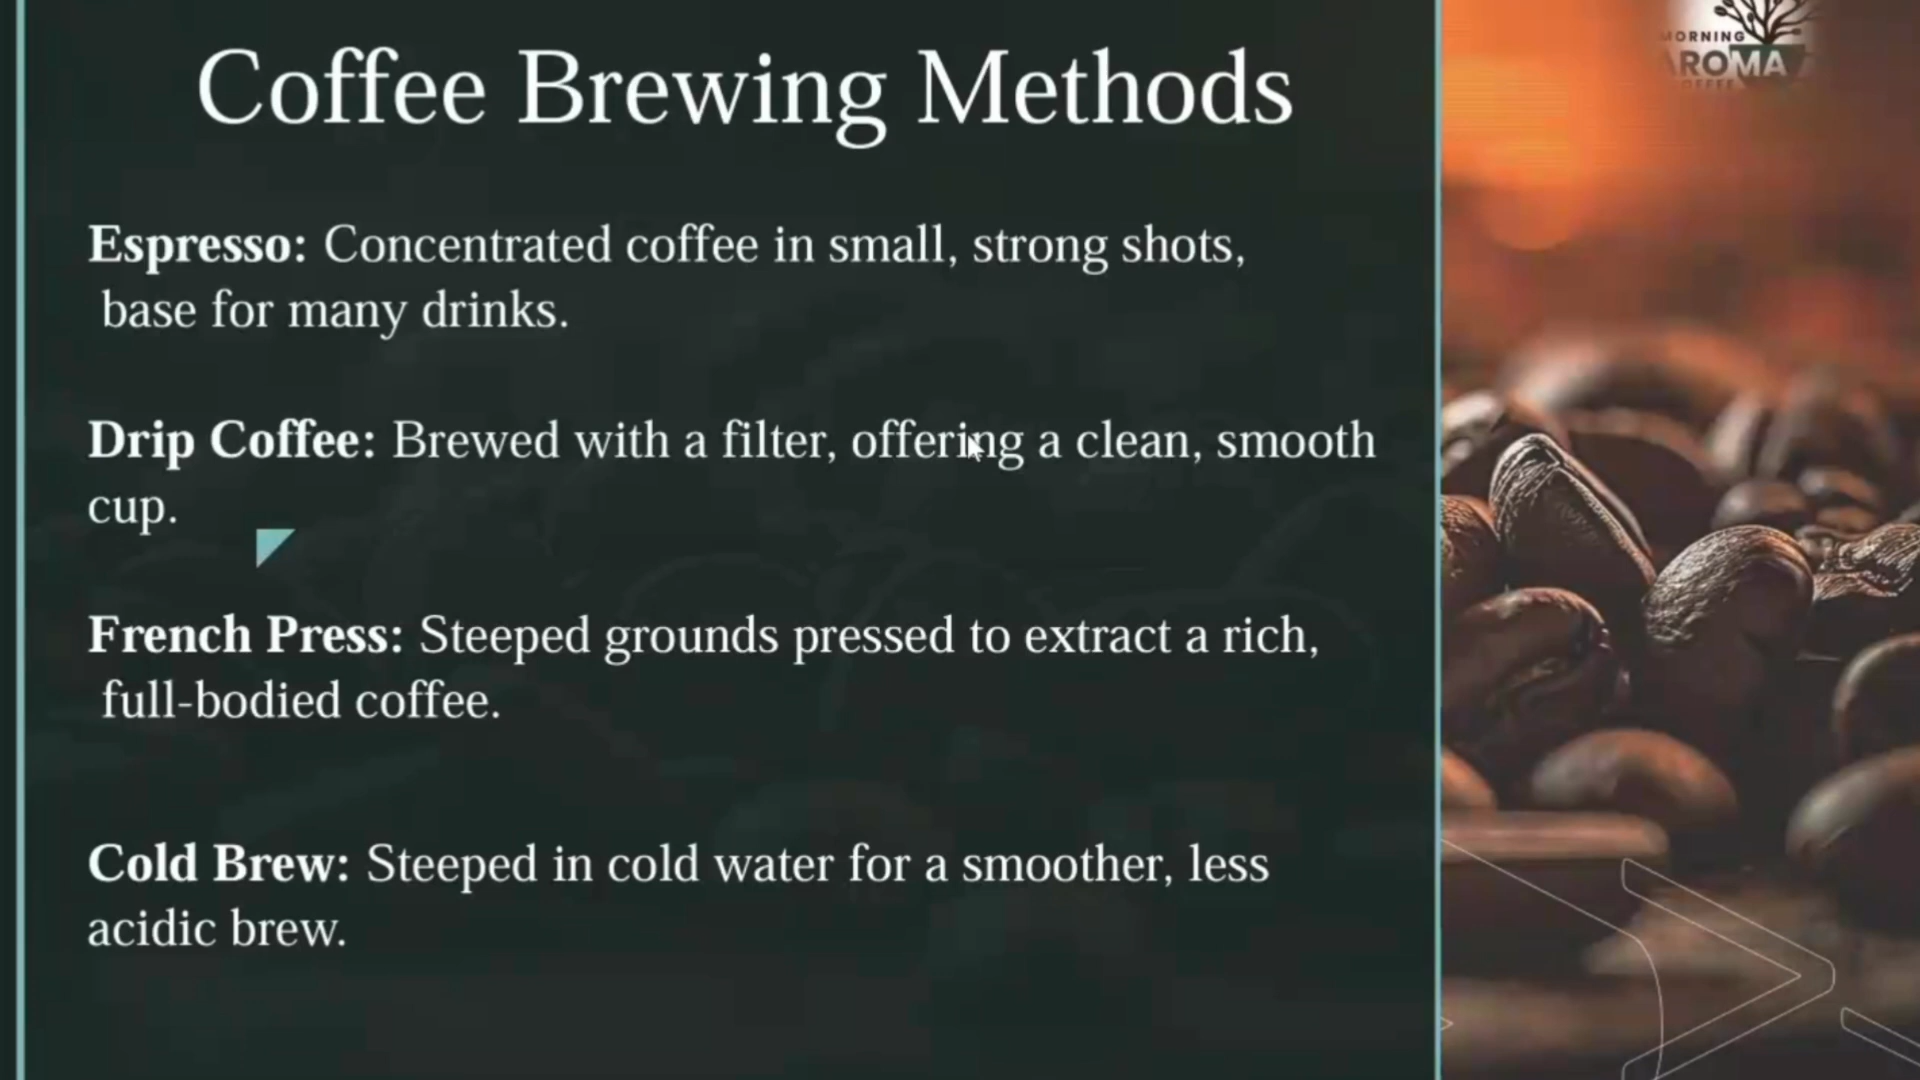 Coffee Brewing Methods
Espresso: Concentrated coffee in small, strong shots,
base for many drinks.
Drip Coffee: Brewed with a filter, offering a clean, smooth
cup.
French Press: Steeped grounds pressed to extract a rich,
full-bodied coffee.
Cold Brew: Steeped in cold water for a smoother, less
acidic brew.
MORNING
AROMA